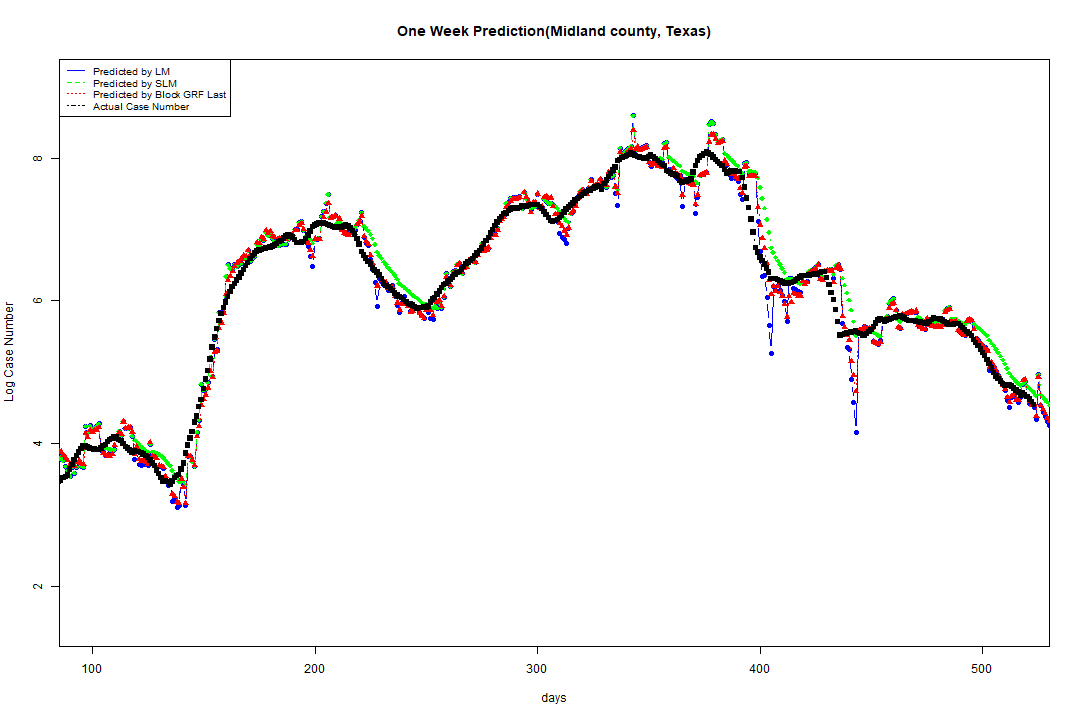 One Week Prediction(Midland county, Texas)
Predicted by LM
Predicted by SLM
Predicted by Block GRF Last
Actual Case Number
8
6
4
2
Log Case Number
100 200 300 400 500
days